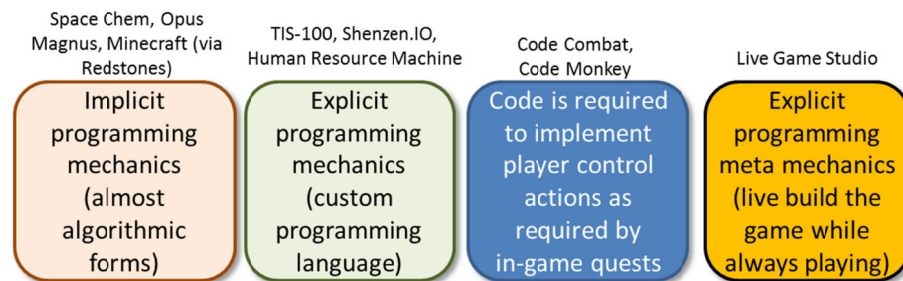 Space Chem, Opus
Magnus, Minecraft (via
Redstones)
Implicit
programming
mechanics
(almost
algorithmic
forms)
TIS-100, Shenzen.IO,
Human Resource Machine
Explicit
programming
mechanics
(custom
programming
language)
Code Combat,
Code Monkey
Code is required
to implement
player control
actions as
required by
in-game quests
Live Game Studio
Explicit
programming
meta mechanics
(live build the
game while
always playing)